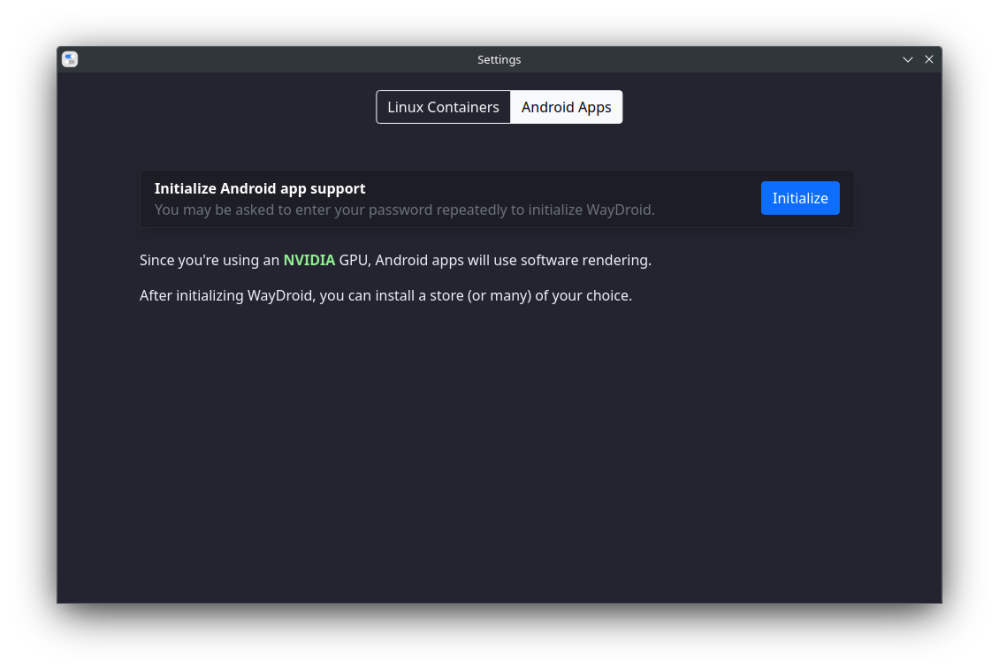 Settings
Linux Containers
Android Apps
Initialize Android app support
You may be asked to enter your password repeatedly to initialize WayDroid.
Initialize
Since you're using an NVIDIA GPU, Android apps will use software rendering.
After initializing WayDroid, you can install a store (or many) of your choice.